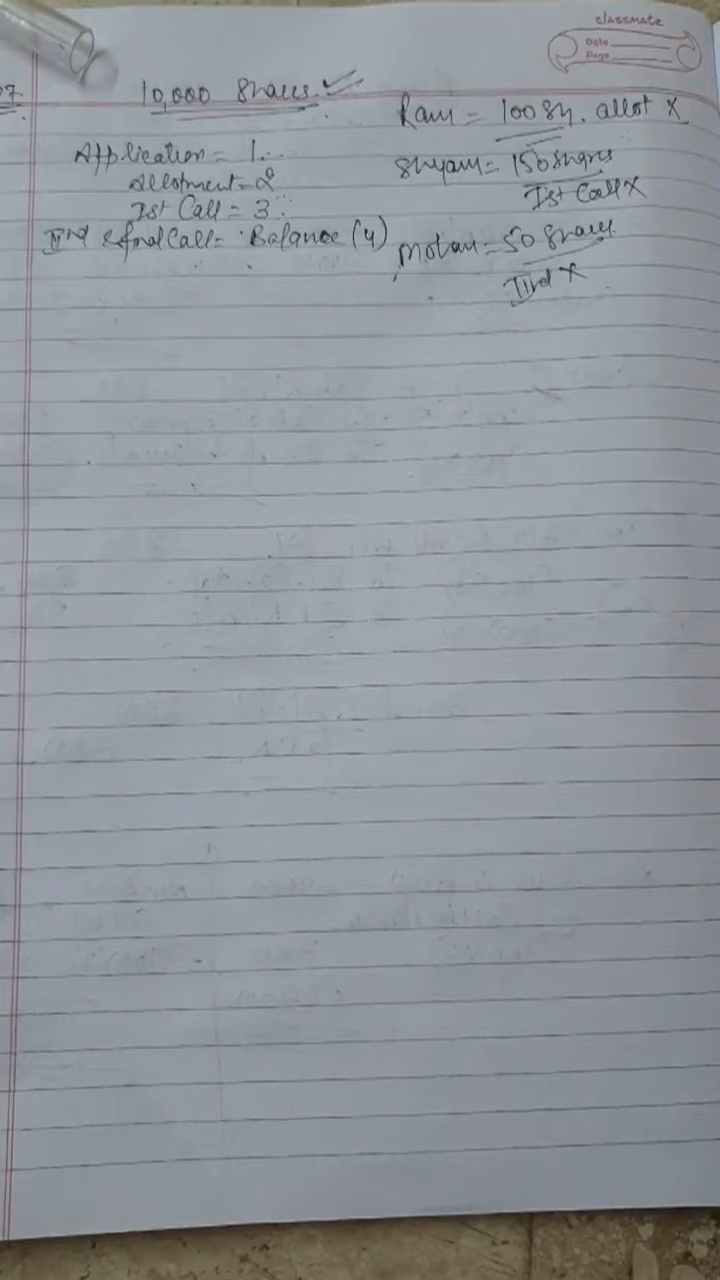 classmate
Date
Page
07
10,000 Shares.
Application = 1..
Allotment = 2
Ist Call = 3
IInd & final Call = Balance (4)
Ram = 100 Sh. allot X
Shyam = 150 Shares
Ist Call X
Mohan = 50 Shares
IInd X